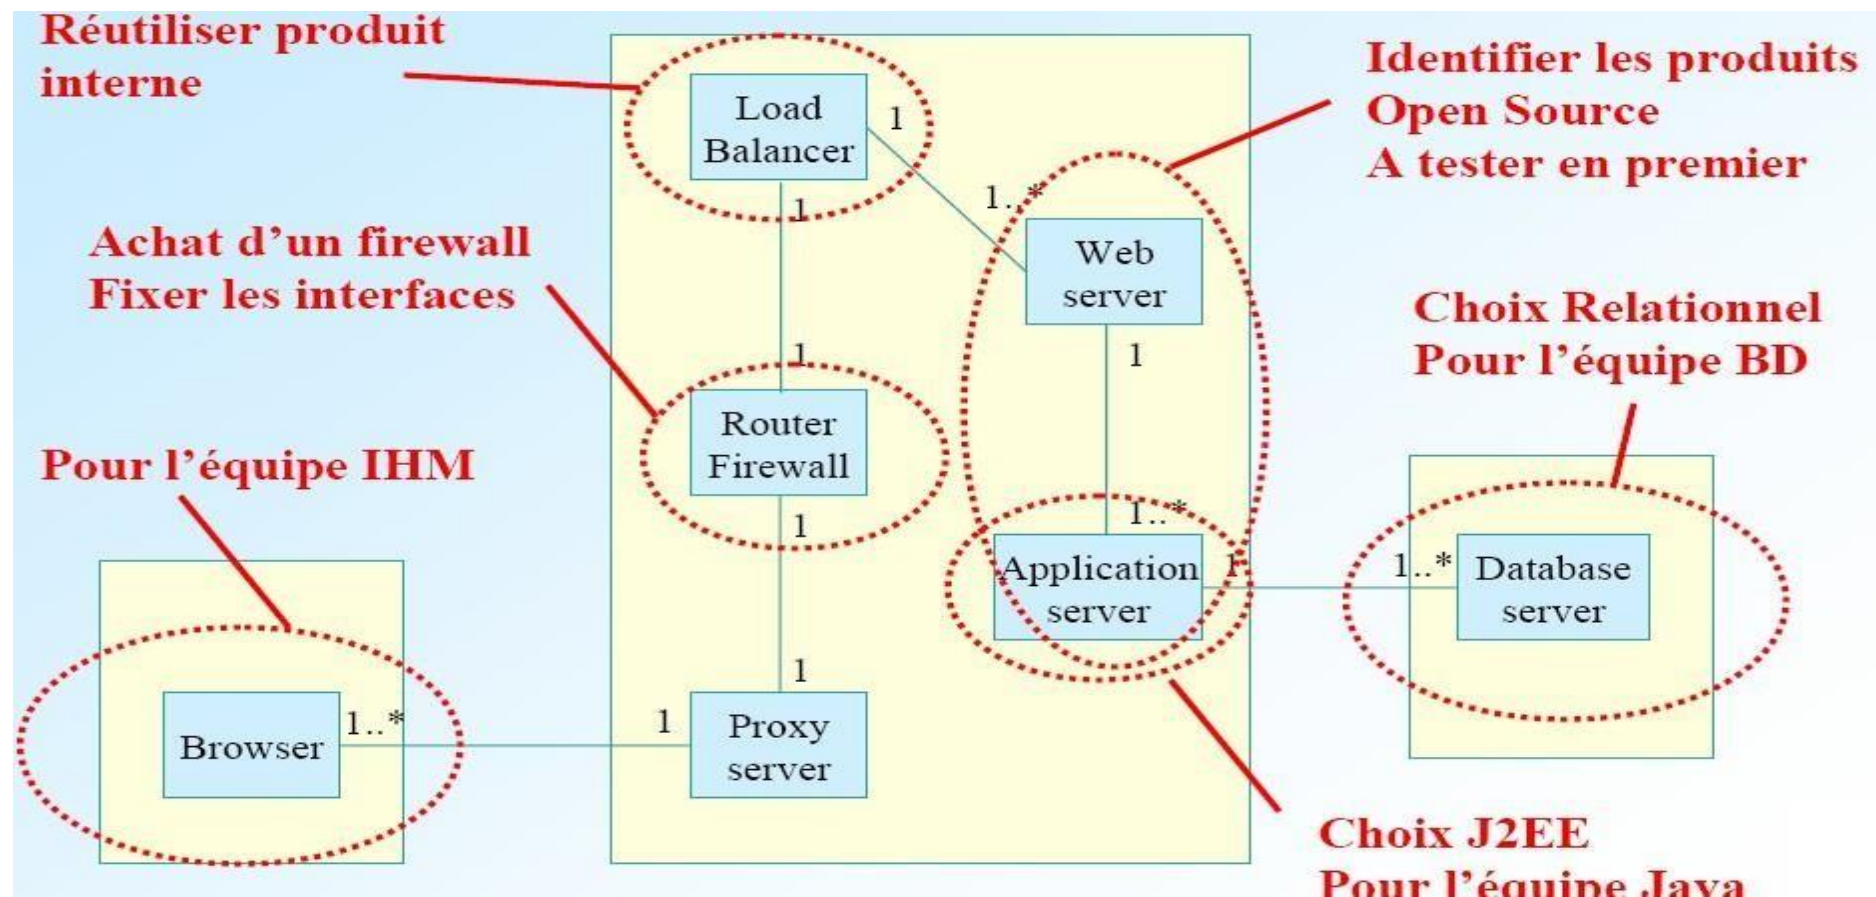 Réutiliser produit
interne
Load
Balancer
1
1..*
1
Identifier les produits
Open Source
A tester en premier
Web
server
1
1..*
Achat d’un firewall
Fixer les interfaces
1
Router
Firewall
1
1
Choix Relationnel
Pour l’équipe BD
Pour l’équipe IHM
Application
server
1
1..*
Database
server
Browser
1..*
1
Proxy
server
Choix J2EE
Pour l’équipe Java